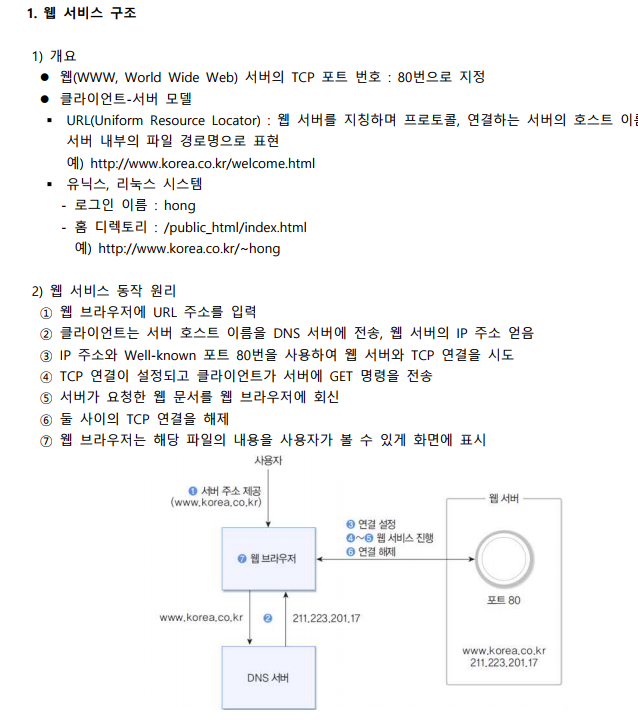 1. 웹 서비스 구조
1) 개요
● 웹(WWW, World Wide Web) 서버의 TCP 포트 번호 : 80번으로 지정
● 클라이언트-서버 모델
▪ URL(Uniform Resource Locator) : 웹 서버를 지칭하며 프로토콜, 연결하는 서버의 호스트
서버 내부의 파일 경로명으로 표현
예) http://www.korea.co.kr/welcome.html
▪ 유닉스, 리눅스 시스템
- 로그인 이름 : hong
- 홈 디렉토리 : /public_html/index.html
예) http://www.korea.co.kr/~hong
2) 웹 서비스 동작 원리
① 웹 브라우저에 URL 주소를 입력
② 클라이언트는 서버 호스트 이름을 DNS 서버에 전송, 웹 서버의 IP 주소 얻음
③ IP 주소와 Well-known 포트 80번을 사용하여 웹 서버와 TCP 연결을 시도
④ TCP 연결이 설정되고 클라이언트가 서버에 GET 명령을 전송
⑤ 서버가 요청한 웹 문서를 웹 브라우저에 회신
⑥ 둘 사이의 TCP 연결을 해제
⑦ 웹 브라우저는 해당 파일의 내용을 사용자가 볼 수 있게 화면에 표시
사용자
❶ 서버 주소 제공
(www.korea.co.kr)
웹 서버
❸ 연결 설정
❹~❺ 웹 서비스 진행
❻ 연결 해제
❼ 웹 브라우저
포트 80
www.korea.co.kr ❷ 211.223.201.17
www.korea.co.kr
211.223.201.17
DNS 서버